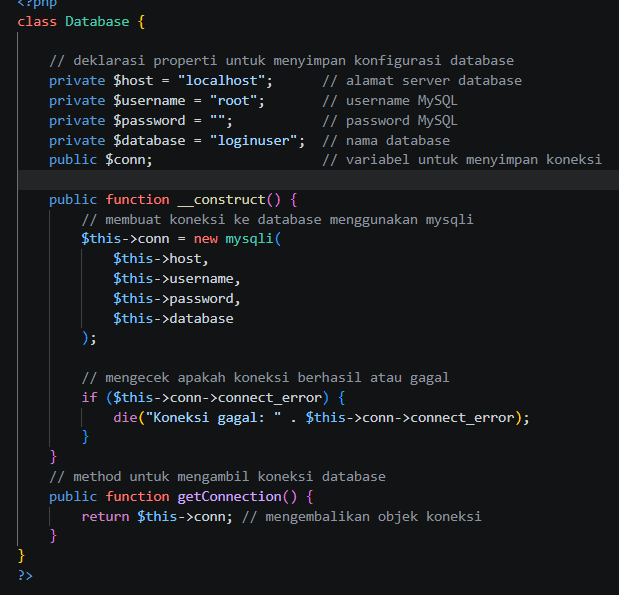 <?php
class Database {
// deklarasi properti untuk menyimpan konfigurasi database
private $host = "localhost"; // alamat server database
private $username = "root"; // username MySQL
private $password = ""; // password MySQL
private $database = "loginuser"; // nama database
public $conn; // variabel untuk menyimpan koneksi
public function __construct() {
// membuat koneksi ke database menggunakan mysqli
$this->conn = new mysqli(
$this->host,
$this->username,
$this->password,
$this->database
);
// mengecek apakah koneksi berhasil atau gagal
if ($this->conn->connect_error) {
die("Koneksi gagal: " . $this->conn->connect_error);
}
}
// method untuk mengambil koneksi database
public function getConnection() {
return $this->conn; // mengembalikan objek koneksi
}
}
?>